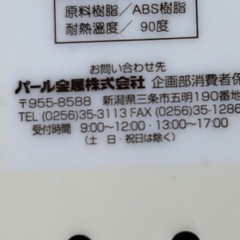 原料樹脂／ABS樹脂
耐熱温度／90度
お問い合わせ先
パール金属株式会社 企画部消費者
〒955-8588 新潟県三条市五明190番地
TEL (0256)35-3113 FAX (0256)35-1286
受付時間 9:00〜12:00・13:00〜17:00
（土・日・祝日は除く）